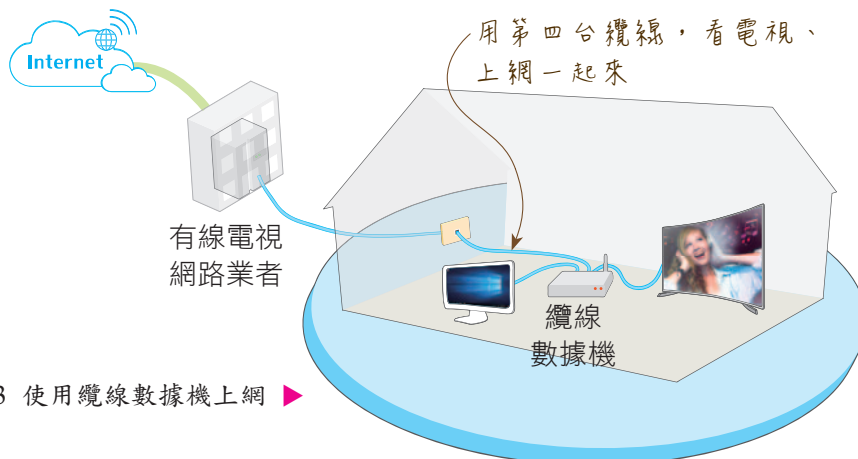 Internet
用第四台纜線，看電視、
上網一起來
有線電視
網路業者
纜線
數據機
3 使用纜線數據機上網 ▶